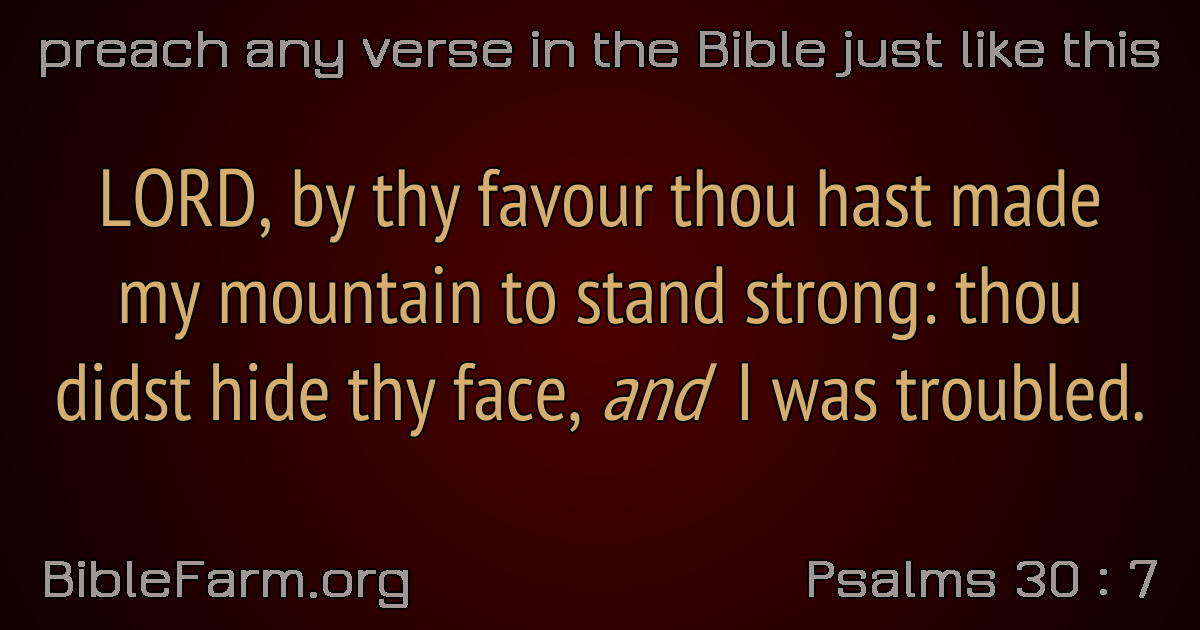 preach any verse in the Bible just like this
LORD, by thy favour thou hast made
my mountain to stand strong: thou
didst hide thy face, and I was troubled.
BibleFarm.org
Psalms 30 : 7